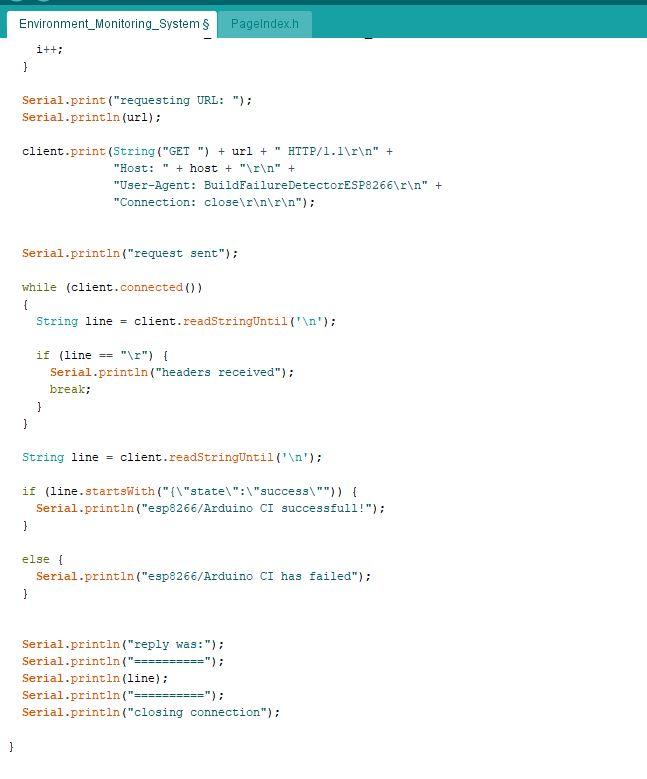 Environment_Monitoring_System § PageIndex.h
i++;
}
Serial.print("requesting URL: ");
Serial.println(url);
client.print(String("GET ") + url + " HTTP/1.1\r\n" +
"Host: " + host + "\r\n" +
"User-Agent: BuildFailureDetectorESP8266\r\n" +
"Connection: close\r\n\r\n");
Serial.println("request sent");
while (client.connected())
{
String line = client.readStringUntil('\n');
if (line == "\r") {
Serial.println("headers received");
break;
}
}
String line = client.readStringUntil('\n');
if (line.startsWith("{\"state\":\"success\"")) {
Serial.println("esp8266/Arduino CI successfull!");
}
else {
Serial.println("esp8266/Arduino CI has failed");
}
Serial.println("reply was:");
Serial.println("==========");
Serial.println(line);
Serial.println("==========");
Serial.println("closing connection");
}